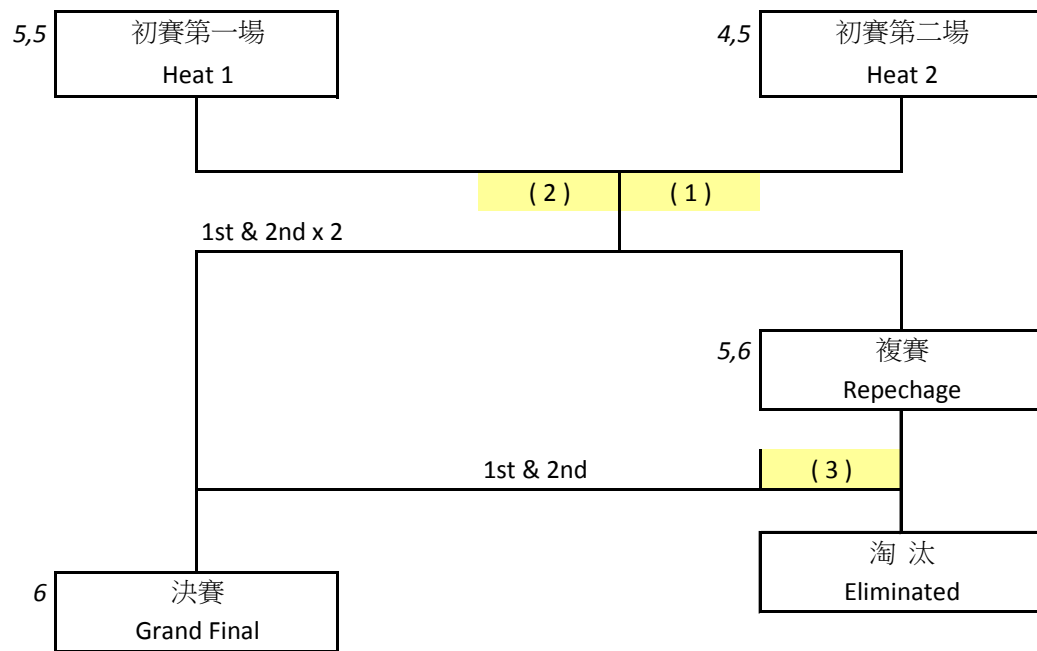 5,5
初賽第一場
Heat 1
4,5
初賽第二場
Heat 2
( 2 )
( 1 )
1st & 2nd x 2
5,6
複賽
Repechage
1st & 2nd
( 3 )
淘 汰
Eliminated
6
決賽
Grand Final